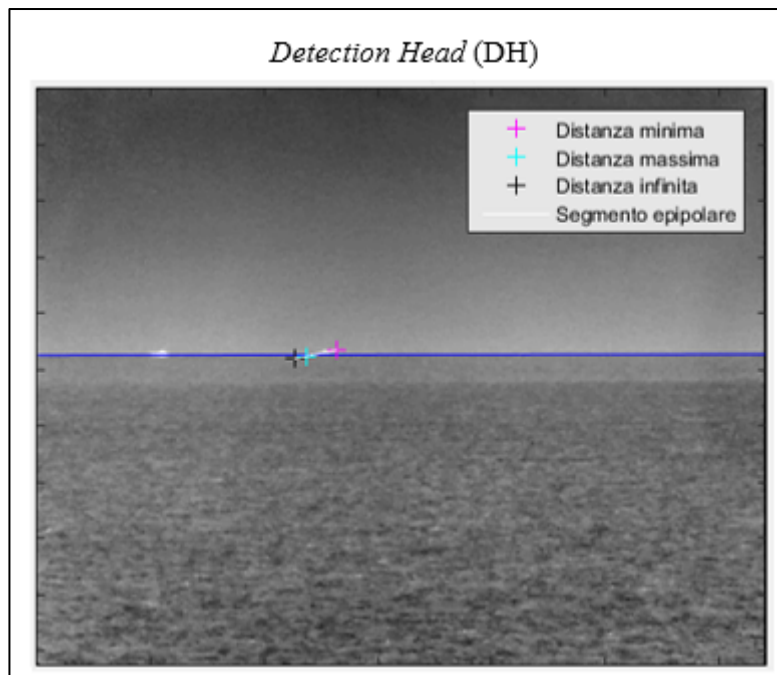 Detection Head (DH)
Distanza minima
Distanza massima
Distanza infinita
Segmento epipolare